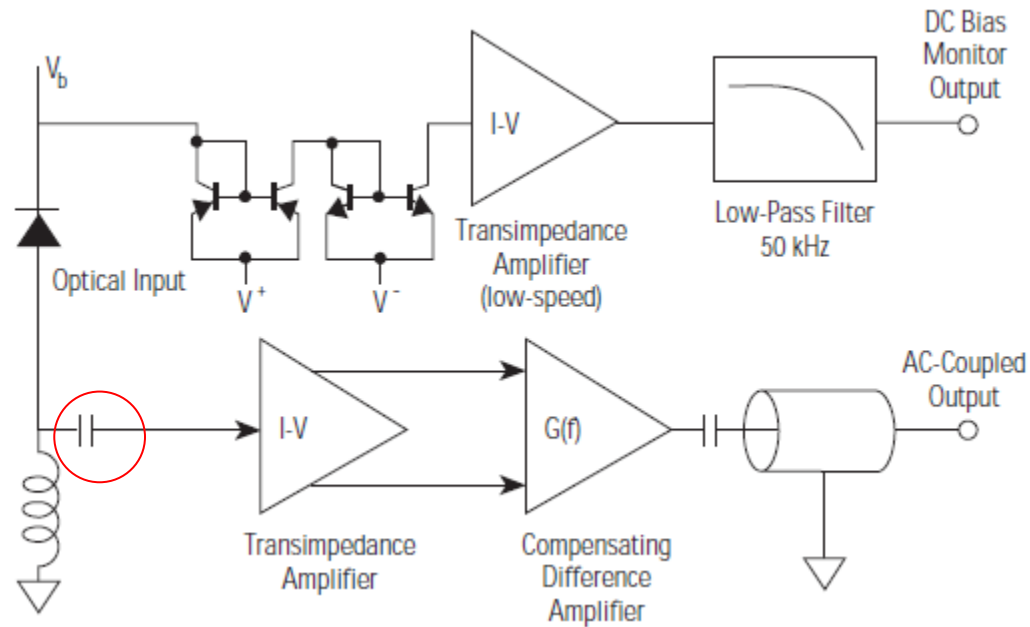 DC Bias
Monitor
Output
Vb
I-V
Low-Pass Filter
50 kHz
Transimpedance
Amplifier
(low-speed)
Optical Input
V+
V-
AC-Coupled
Output
I-V
G(f)
Transimpedance
Amplifier
Compensating
Difference
Amplifier